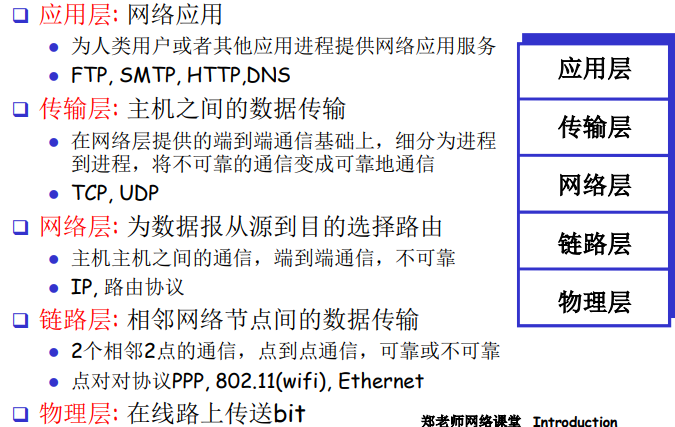 应用层: 网络应用
为人类用户或者其他应用进程提供网络应用服务
FTP, SMTP, HTTP,DNS
传输层: 主机之间的数据传输
在网络层提供的端到端通信基础上，细分为进程
到进程，将不可靠的通信变成可靠地通信
TCP, UDP
网络层: 为数据报从源到目的选择路由
主机主机之间的通信，端到端通信，不可靠
IP, 路由协议
链路层: 相邻网络节点间的数据传输
2个相邻2点的通信，点到点通信，可靠或不可靠
点对对协议PPP, 802.11(wifi), Ethernet
物理层: 在线路上传送bit
应用层
传输层
网络层
链路层
物理层
郑老师网络课堂 Introduction